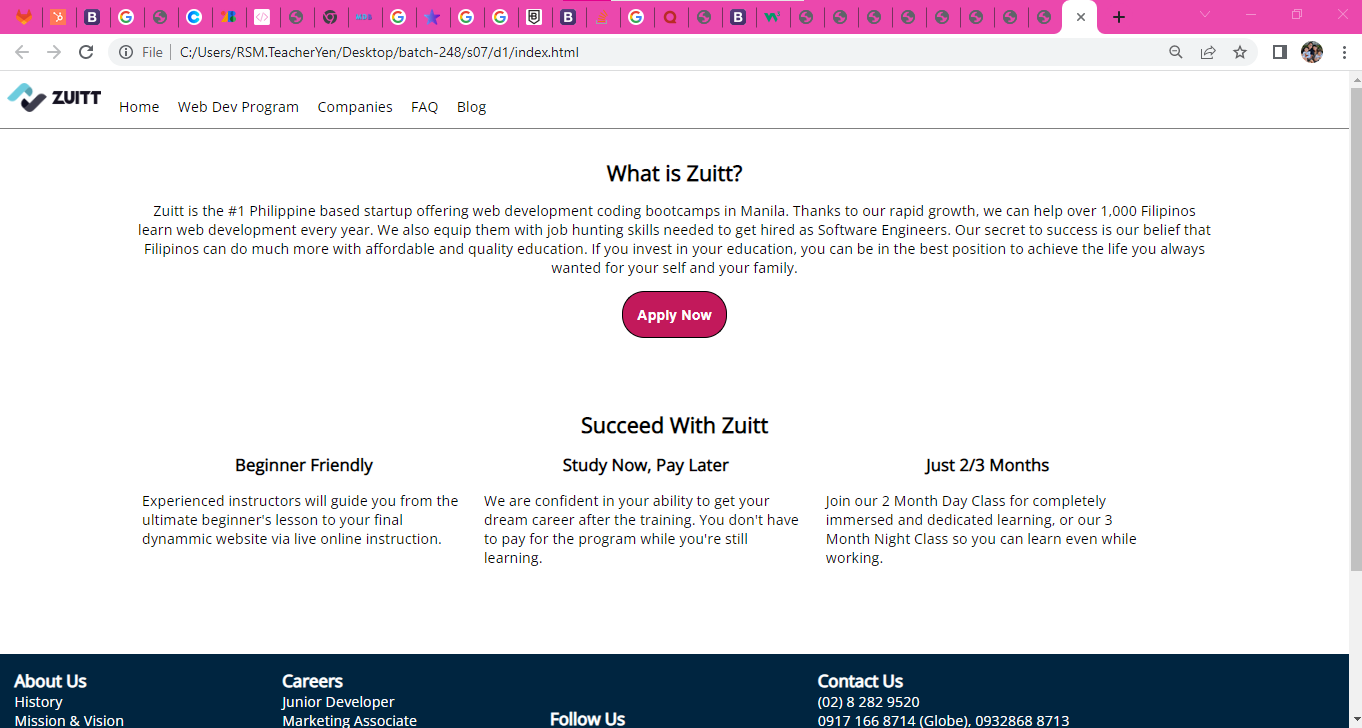 File C:/Users/RSM.TeacherYen/Desktop/batch-248/s07/d1/index.html
ZUITT
Home Web Dev Program Companies FAQ Blog
What is Zuitt?
Zuitt is the #1 Philippine based startup offering web development coding bootcamps in Manila. Thanks to our rapid growth, we can help over 1,000 Filipinos
learn web development every year. We also equip them with job hunting skills needed to get hired as Software Engineers. Our secret to success is our belief that
Filipinos can do much more with affordable and quality education. If you invest in your education, you can be in the best position to achieve the life you always
wanted for your self and your family.
Apply Now
Succeed With Zuitt
Beginner Friendly
Experienced instructors will guide you from the
ultimate beginner's lesson to your final
dynammic website via live online instruction.
Study Now, Pay Later
We are confident in your ability to get your
dream career after the training. You don't have
to pay for the program while you're still
learning.
Just 2/3 Months
Join our 2 Month Day Class for completely
immersed and dedicated learning, or our 3
Month Night Class so you can learn even while
working.
About Us
History
Mission & Vision
Careers
Junior Developer
Marketing Associate
Follow Us
Contact Us
(02) 8 282 9520
0917 166 8714 (Globe), 0932868 8713